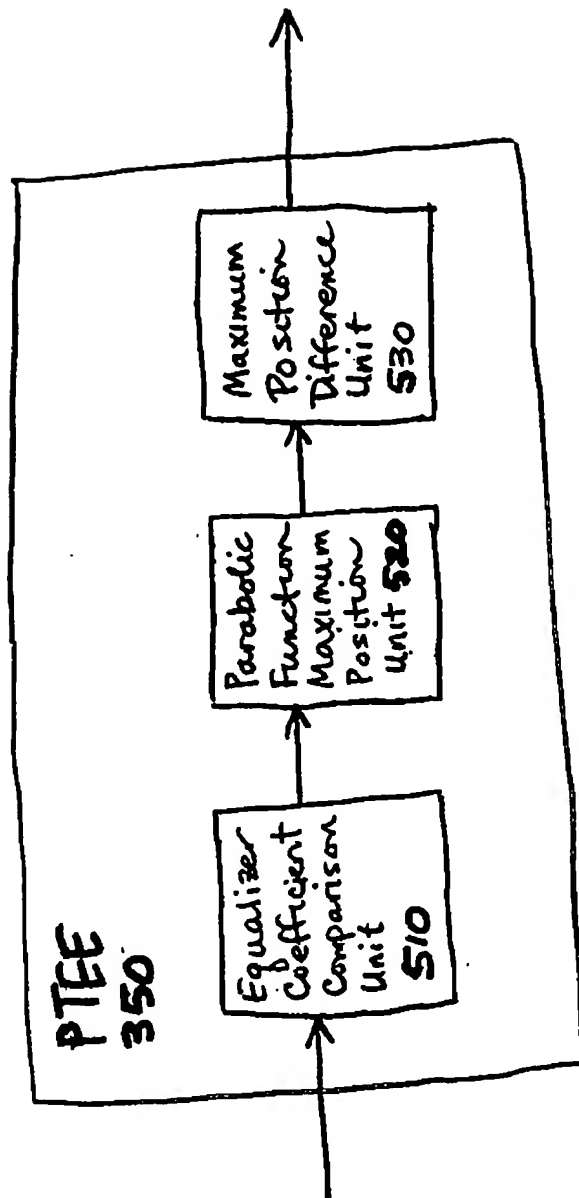 PTEE
350
Equalizer
Coefficient
Comparison
Unit
510
Parabolic
Function
Maximum
Position
Unit 520
Maximum
Position
Difference
Unit
530